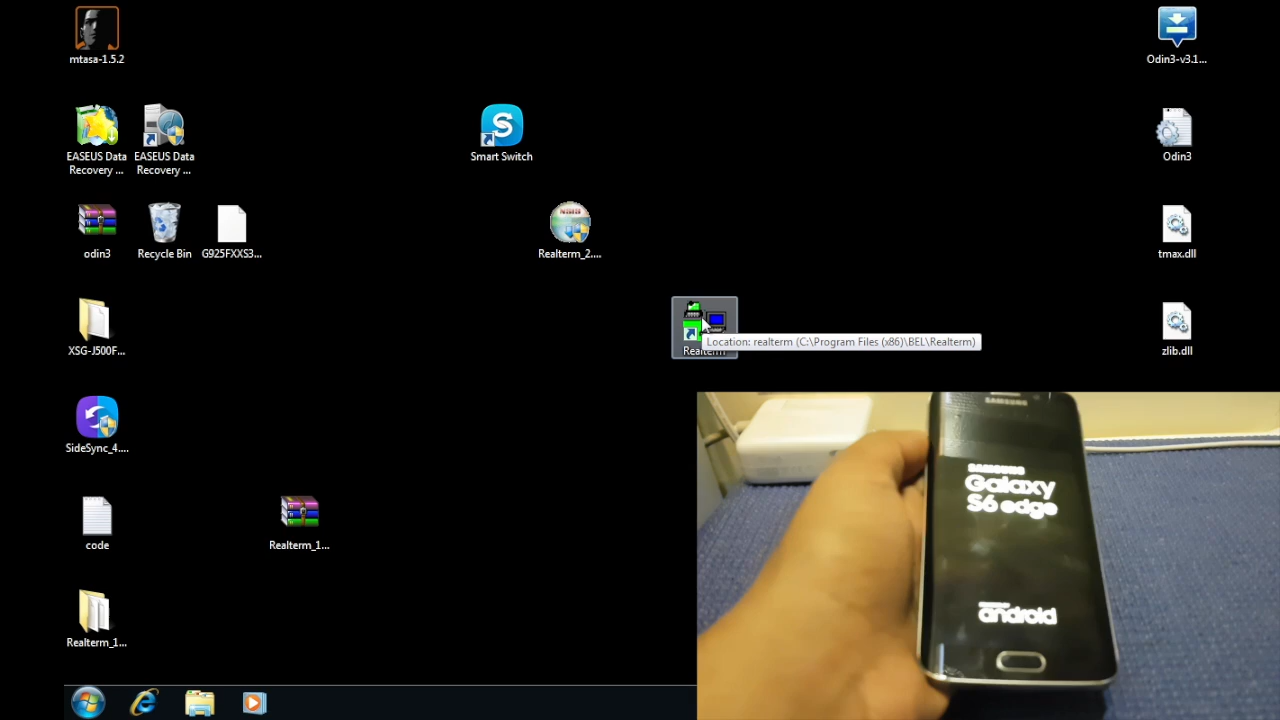 mtasa-1.5.2
Odin3-v3.1...
EASEUS Data
Recovery ...
EASEUS Data
Recovery ...
Smart Switch
Odin3
odin3
Recycle Bin
G925FXXS3...
Realterm_2....
tmax.dll
XSG-J500F...
Realterm
Location: realterm (C:\Program Files (x86)\BEL\Realterm)
zlib.dll
SideSync_4....
SAMSUNG
SAMSUNG
Galaxy
S6 edge
code
Realterm_1...
android
Realterm_1...